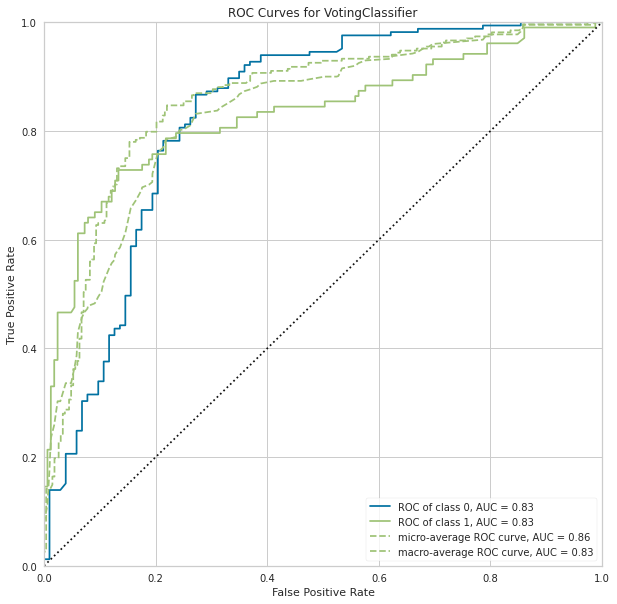 ROC Curves for VotingClassifier
True Positive Rate
1.0
0.8
0.6
0.4
0.2
0.0
ROC of class 0, AUC = 0.83
ROC of class 1, AUC = 0.83
micro-average ROC curve, AUC = 0.86
macro-average ROC curve, AUC = 0.83
0.0 0.2 0.4 0.6 0.8 1.0
False Positive Rate